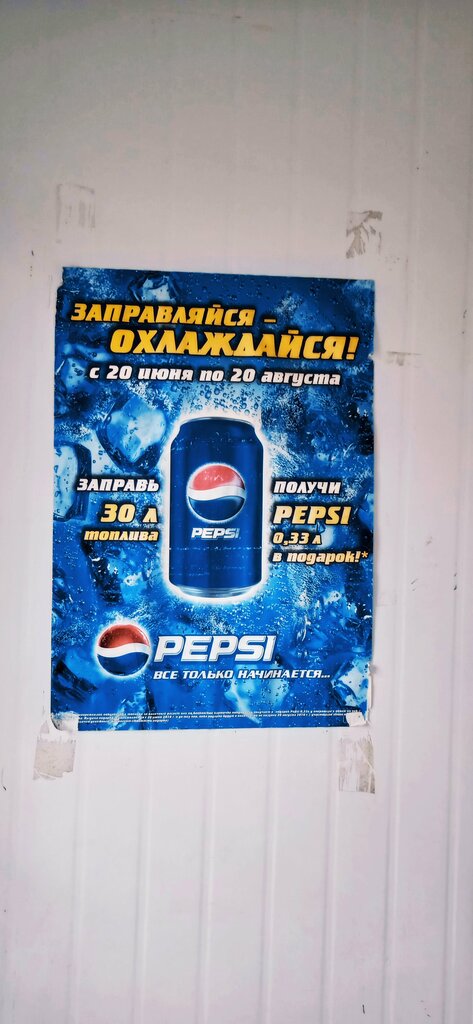 ЗАПРАВЛЯЙСЯ –
ОХЛАЖДАЙСЯ!
с 20 июня по 20 августа
ЗАПРАВЬ
30 л
топлива
PEPSI
ПОЛУЧИ
PEPSI
0,33 л
в подарок!*
PEPSI
ВСЕ ТОЛЬКО НАЧИНАЕТСЯ...